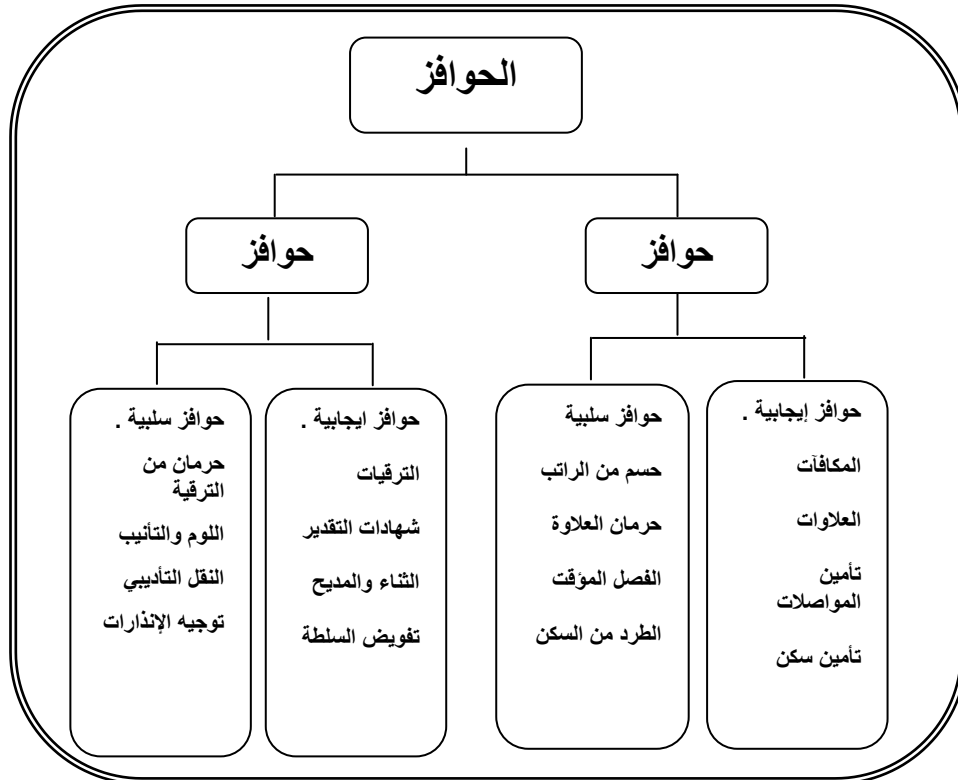 الحوافز
حوافز
حوافز
حوافز إيجابية .
المكافآت
العلاوات
تأمين
المواصلات
تأمين سكن
حوافز سلبية
حسم من الراتب
حرمان العلاوة
الفصل المؤقت
الطرد من السكن
حوافز ايجابية .
الترقيات
شهادات التقدير
الثناء والمديح
تفويض السلطة
حوافز سلبية .
حرمان من
الترقية
اللوم والتأنيب
النقل التأديبي
توجيه الإنذارات